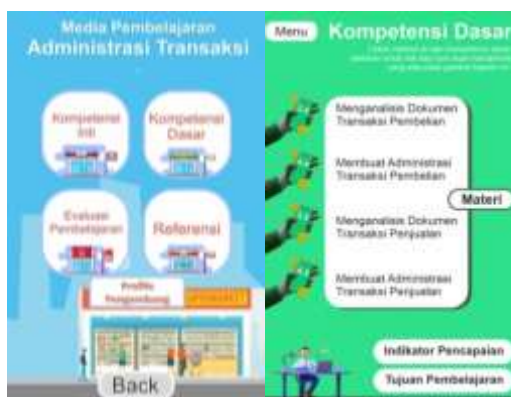 Media Pembelajaran
Administrasi Transaksi
Kompetensi
Inti
Kompetensi
Dasar
Evaluasi
Pembelajaran
Referensi
Profile
Pengembang
Back
Menu
Kompetensi Dasar
Menganalisis Dokumen
Transaksi Pembelian
Membuat Administrasi
Transaksi Pembelian
Materi
Menganalisis Dokumen
Transaksi Penjualan
Membuat Administrasi
Transaksi Penjualan
Indikator Pencapaian
Tujuan Pembelajaran